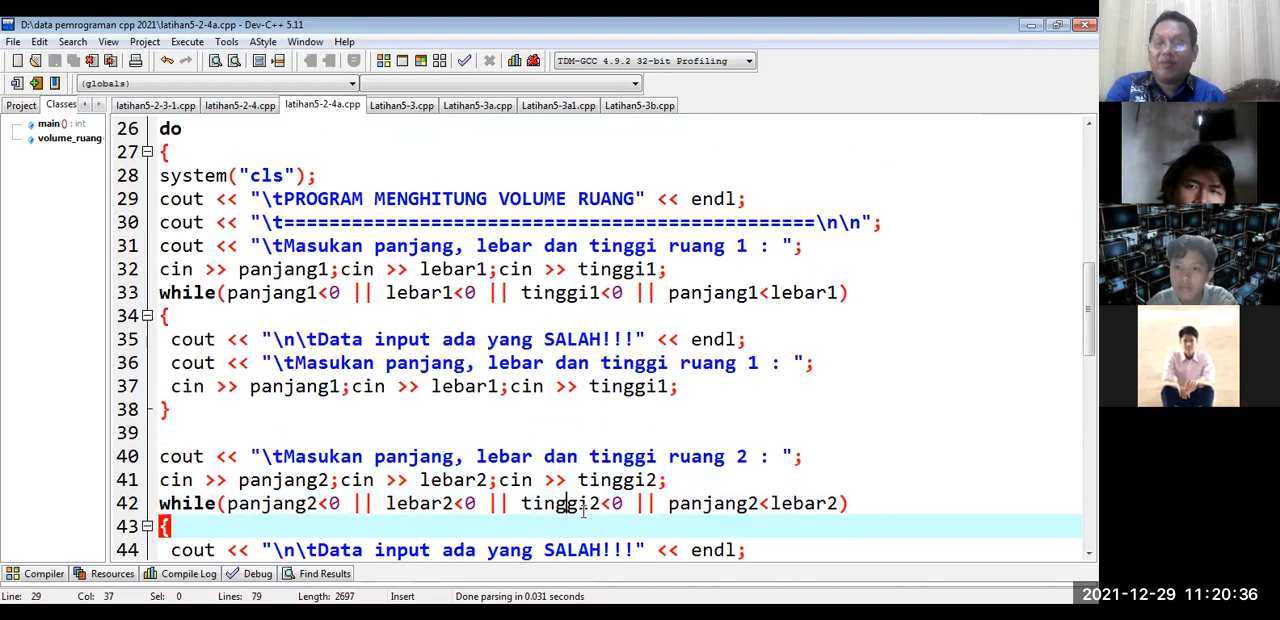 D:\data pemrograman cpp 2021\latihan5-2-4a.cpp - Dev-C++ 5.11
File Edit Search View Project Execute Tools AStyle Window Help
TDM-GCC 4.9.2 32-bit Profiling
(globals)
Project Classes latihan5-2-3-1.cpp latihan5-2-4.cpp latihan5-2-4a.cpp Latihan5-3.cpp Latihan5-3a.cpp Latihan5-3a1.cpp Latihan5-3b.cpp
main () : int
volume_ruang
26 do
27 {
28 system("cls");
29 cout << "\tPROGRAM MENGHITUNG VOLUME RUANG" << endl;
30 cout << "\t===============================================\n\n";
31 cout << "\tMasukan panjang, lebar dan tinggi ruang 1 : ";
32 cin >> panjang1;cin >> lebar1;cin >> tinggi1;
33 while(panjang1<0 || lebar1<0 || tinggi1<0 || panjang1<lebar1)
34 {
35 cout << "\n\tData input ada yang SALAH!!!" << endl;
36 cout << "\tMasukan panjang, lebar dan tinggi ruang 1 : ";
37 cin >> panjang1;cin >> lebar1;cin >> tinggi1;
38 }
39
40 cout << "\tMasukan panjang, lebar dan tinggi ruang 2 : ";
41 cin >> panjang2;cin >> lebar2;cin >> tinggi2;
42 while(panjang2<0 || lebar2<0 || tinggi2<0 || panjang2<lebar2)
43 {
44 cout << "\n\tData input ada yang SALAH!!!" << endl;
Compiler Resources Compile Log Debug Find Results
Line: 29 Col: 37 Sel: 0 Lines: 79 Length: 2697 Insert Done parsing in 0.031 seconds
2021-12-29 11:20:36